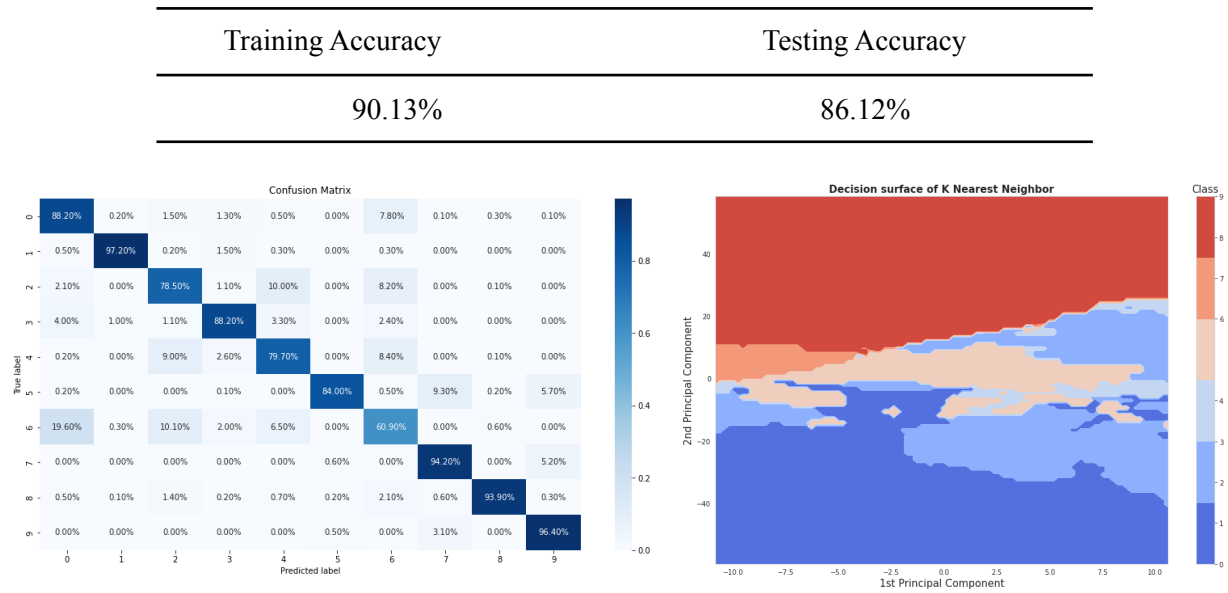 Training Accuracy Testing Accuracy
90.13% 86.12%
Confusion Matrix
True label
0 88.20% 0.20% 1.50% 1.30% 0.50% 0.00% 7.80% 0.10% 0.30% 0.10%
1 0.50% 97.20% 0.20% 1.50% 0.30% 0.00% 0.30% 0.00% 0.00% 0.00%
2 2.10% 0.00% 78.50% 1.10% 10.00% 0.00% 8.20% 0.00% 0.10% 0.00%
3 4.00% 1.00% 1.10% 88.20% 3.30% 0.00% 2.40% 0.00% 0.00% 0.00%
4 0.20% 0.00% 9.00% 2.60% 79.70% 0.00% 8.40% 0.00% 0.10% 0.00%
5 0.20% 0.00% 0.00% 0.10% 0.00% 84.00% 0.50% 9.30% 0.20% 5.70%
6 19.60% 0.30% 10.10% 2.00% 6.50% 0.00% 60.90% 0.00% 0.60% 0.00%
7 0.00% 0.00% 0.00% 0.00% 0.00% 0.60% 0.00% 94.20% 0.00% 5.20%
8 0.50% 0.10% 1.40% 0.20% 0.70% 0.20% 2.10% 0.60% 93.90% 0.30%
9 0.00% 0.00% 0.00% 0.00% 0.00% 0.50% 0.00% 3.10% 0.00% 96.40%
0 1 2 3 4 5 6 7 8 9
Predicted label
0.8
0.6
0.4
0.2
0.0
Decision surface of K Nearest Neighbor
2nd Principal Component
40
20
0
−20
−40
−10.0 −7.5 −5.0 −2.5 0.0 2.5 5.0 7.5 10.0
1st Principal Component
Class
9
8
7
6
5
4
3
2
1
0